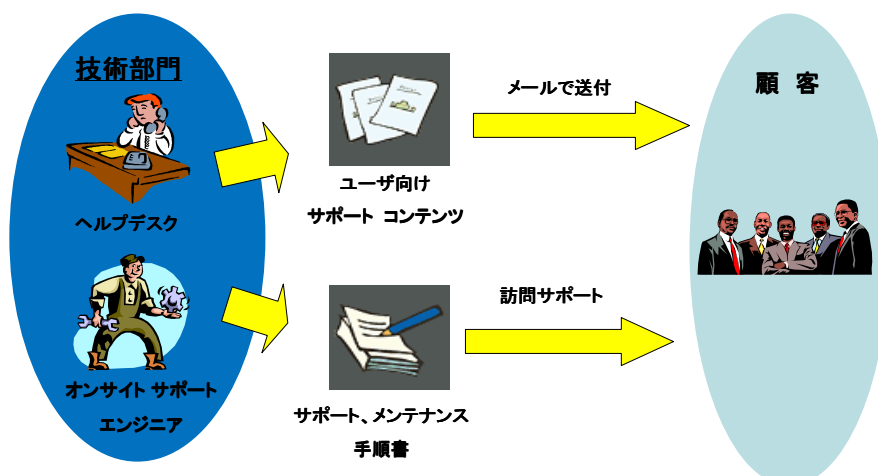 技術部門
ヘルプデスク
オンサイト サポート
エンジニア
ユーザ向け
サポート コンテンツ
サポート、メンテナンス
手順書
メールで送付
訪問サポート
顧 客